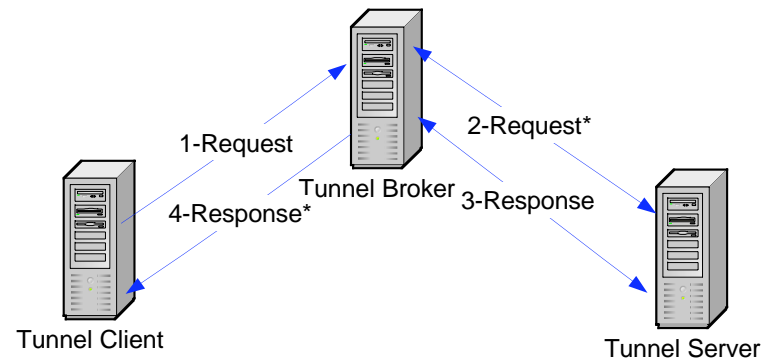 1-Request
2-Request*
Tunnel Broker
3-Response
4-Response*
Tunnel Client
Tunnel Server